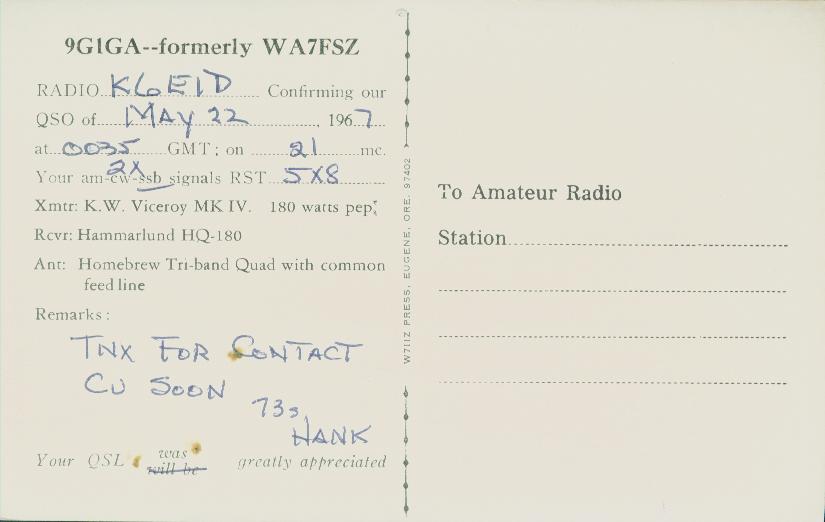 9G1GA--formerly WA7FSZ
RADIO K6EID Confirming our
QSO of MAY 22, 1967
at 0035 GMT; on 21 mc.
2X
Your am-cw-ssb signals RST 5X8
Xmtr: K.W. Viceroy MK IV. 180 watts pep.
Rcvr: Hammarlund HQ-180
Ant: Homebrew Tri-band Quad with common
feed line
Remarks:
TNX FOR CONTACT
CU SOON
73s,
HANK
Your QSL was will be greatly appreciated
W7IIZ PRESS, EUGENE, ORE. 97402
To Amateur Radio
Station